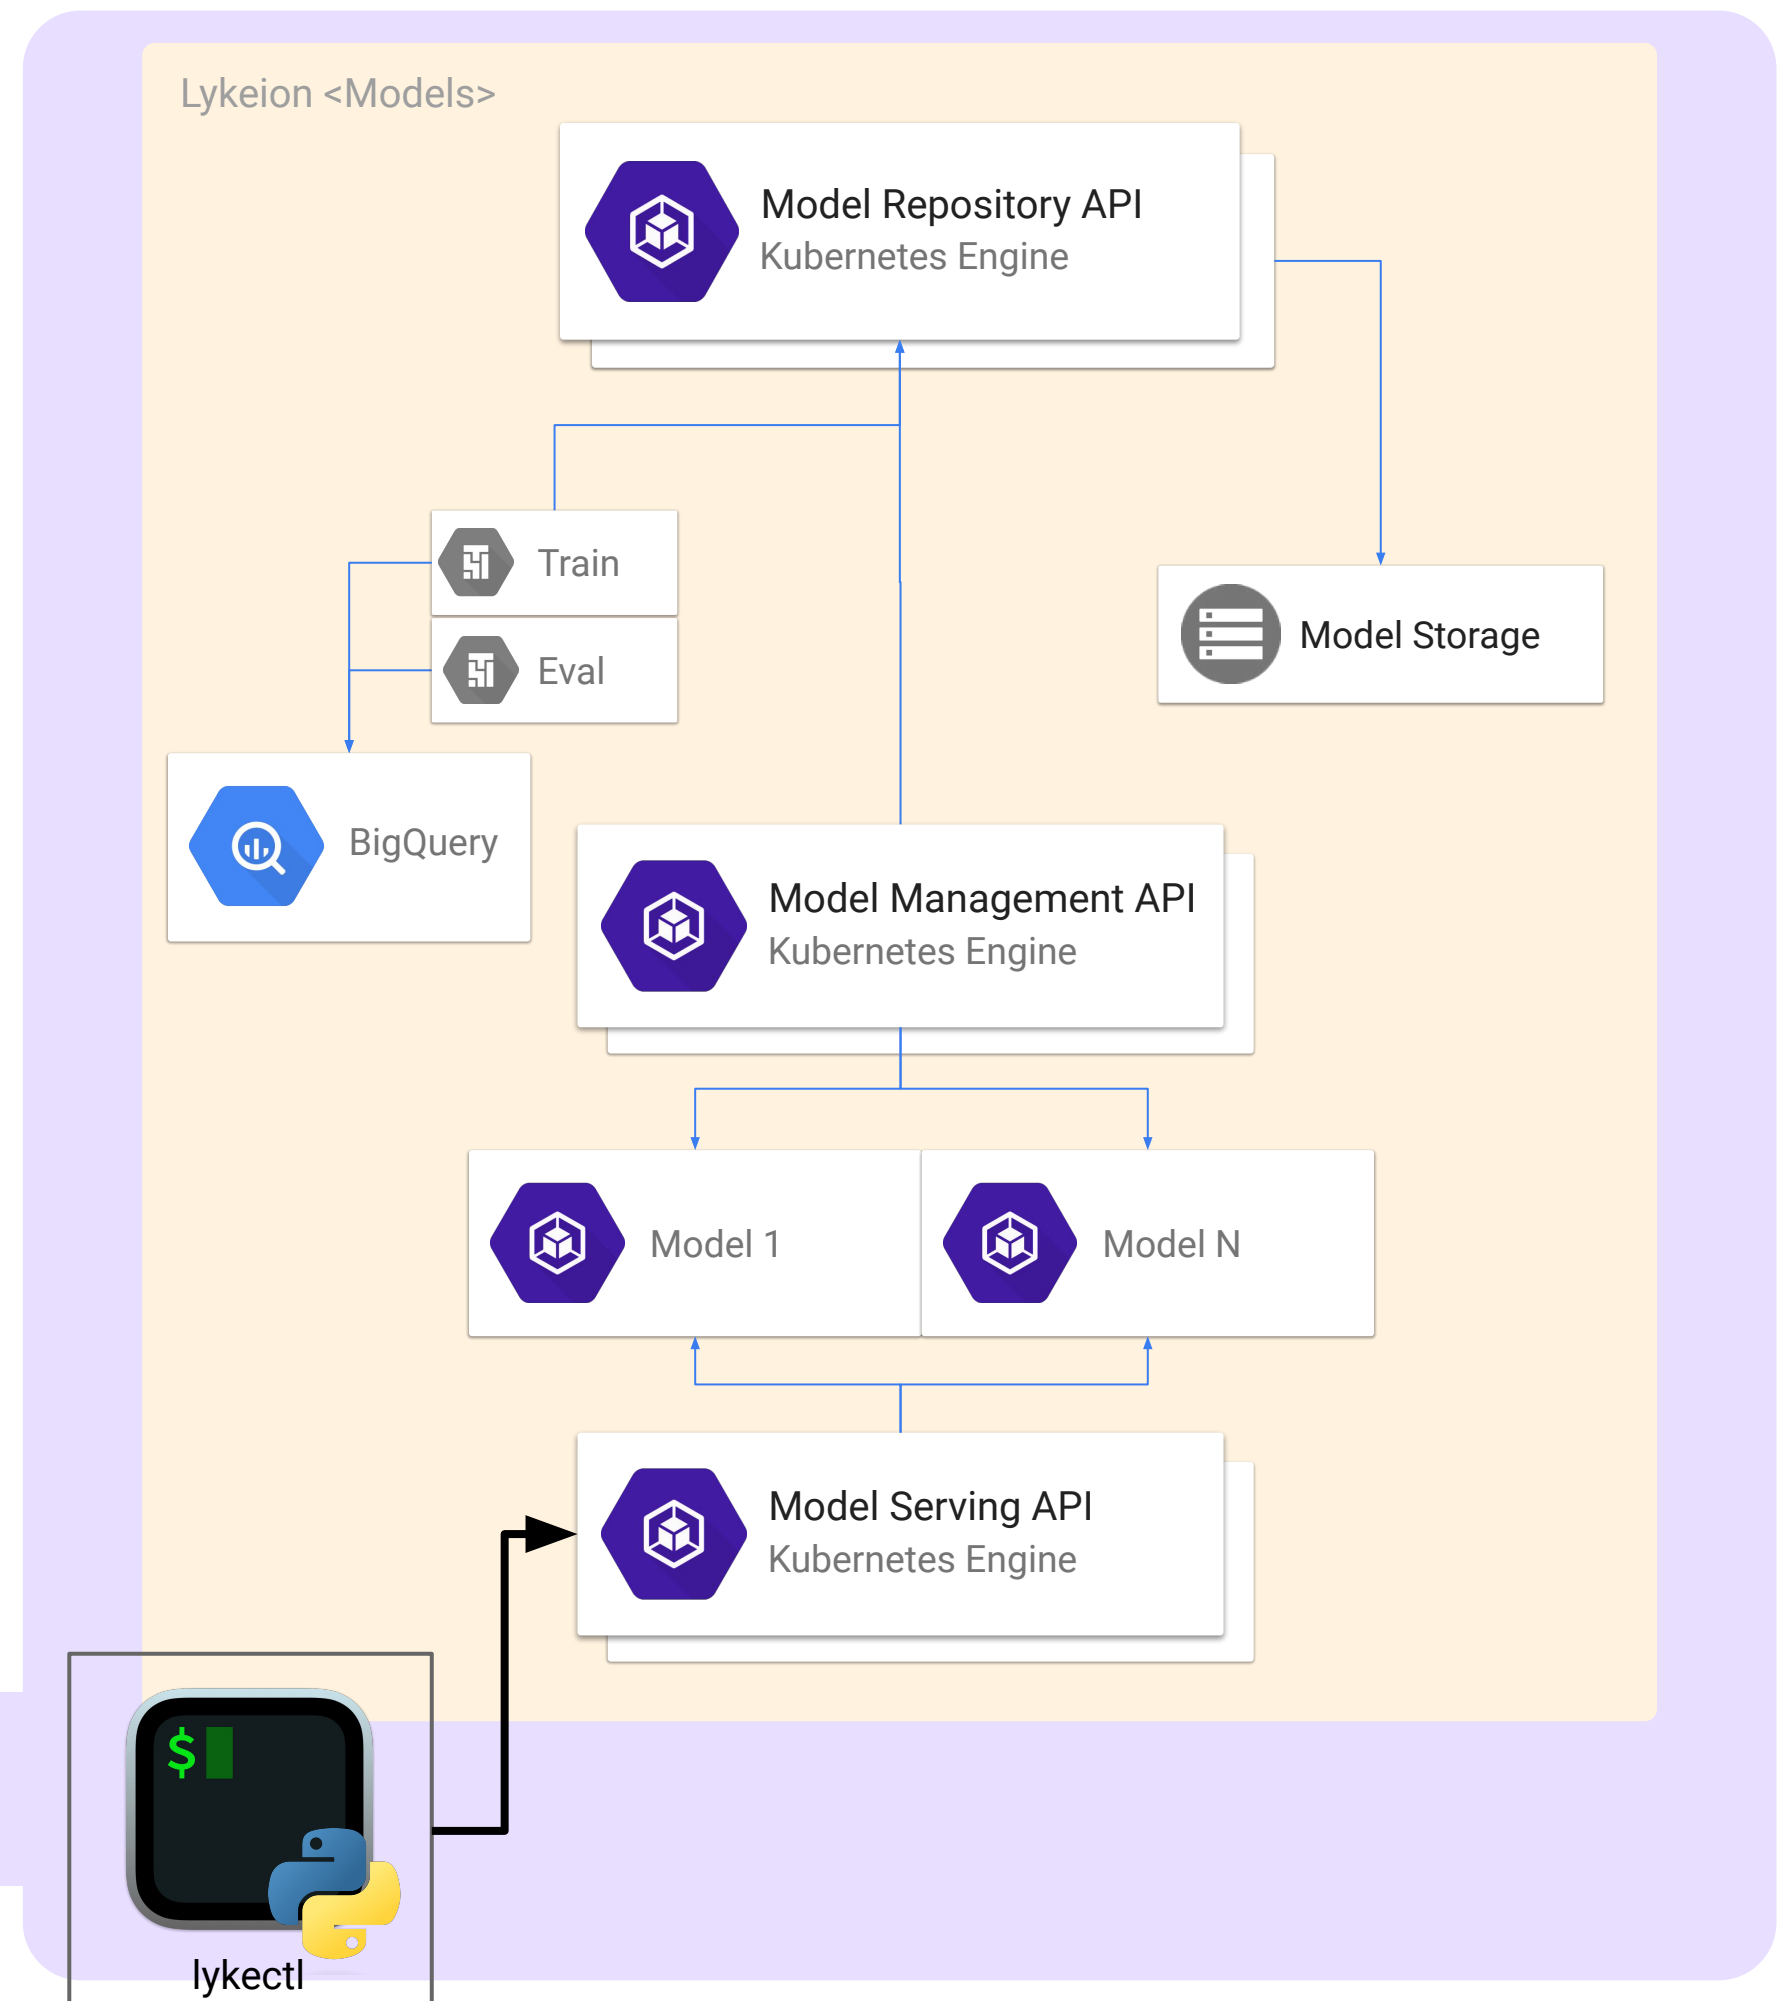 Lykeion <Models>
Model Repository API
Kubernetes Engine
Train
Eval
Model Storage
BigQuery
Model Management API
Kubernetes Engine
Model 1
Model N
Model Serving API
Kubernetes Engine
$
lykectl